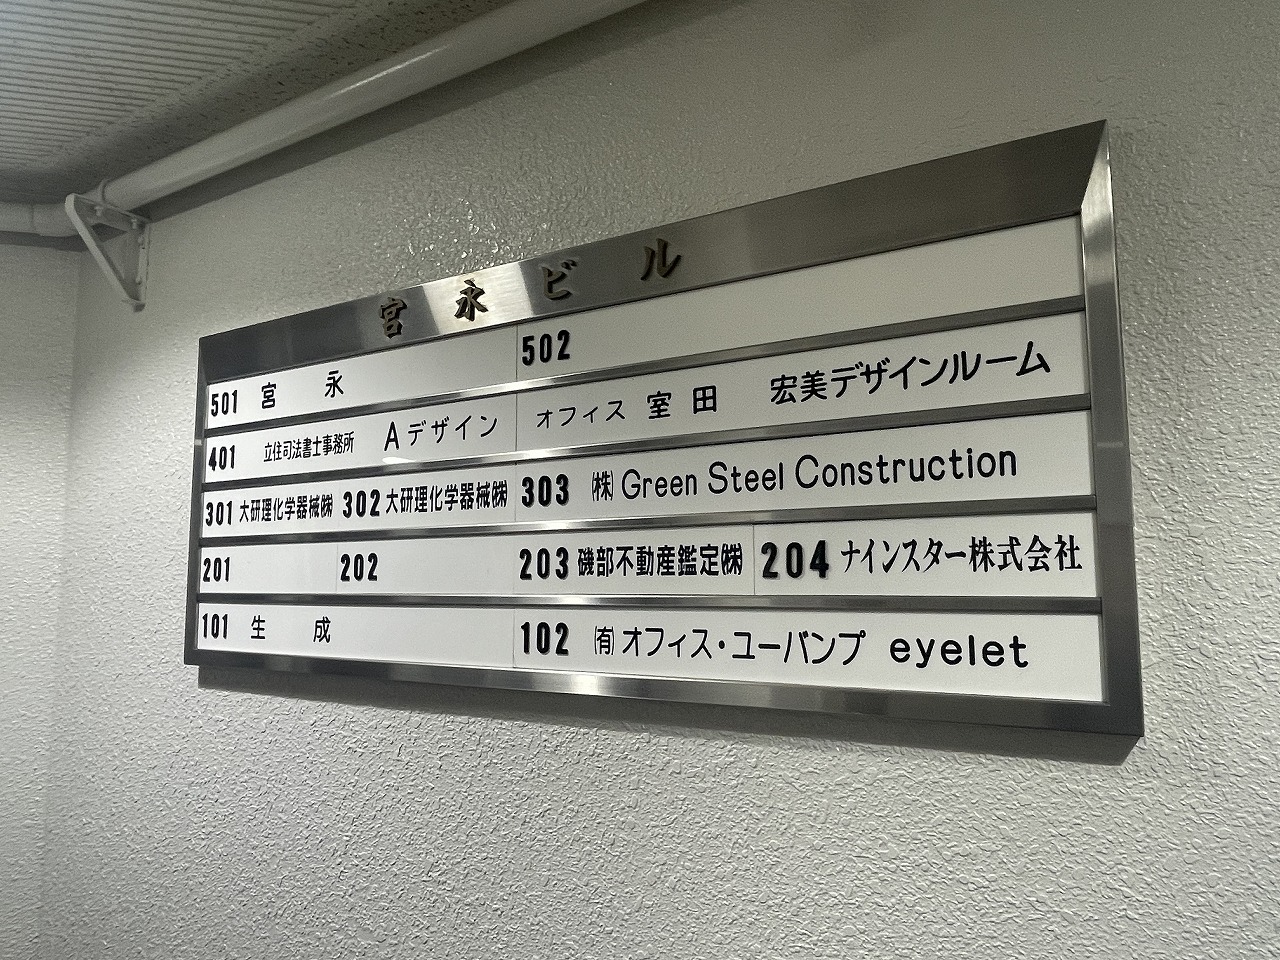 宮永ビル
501 宮永 502
401 立住司法書士事務所 Aデザイン オフィス 室田 宏美デザインルーム
301 大研理化学器械㈱ 302 大研理化学器械㈱ 303 ㈱Green Steel Construction
201 202 203 磯部不動産鑑定㈱ 204 ナインスター株式会社
101 生成 102 ㈲オフィス・ユーバンプ eyelet